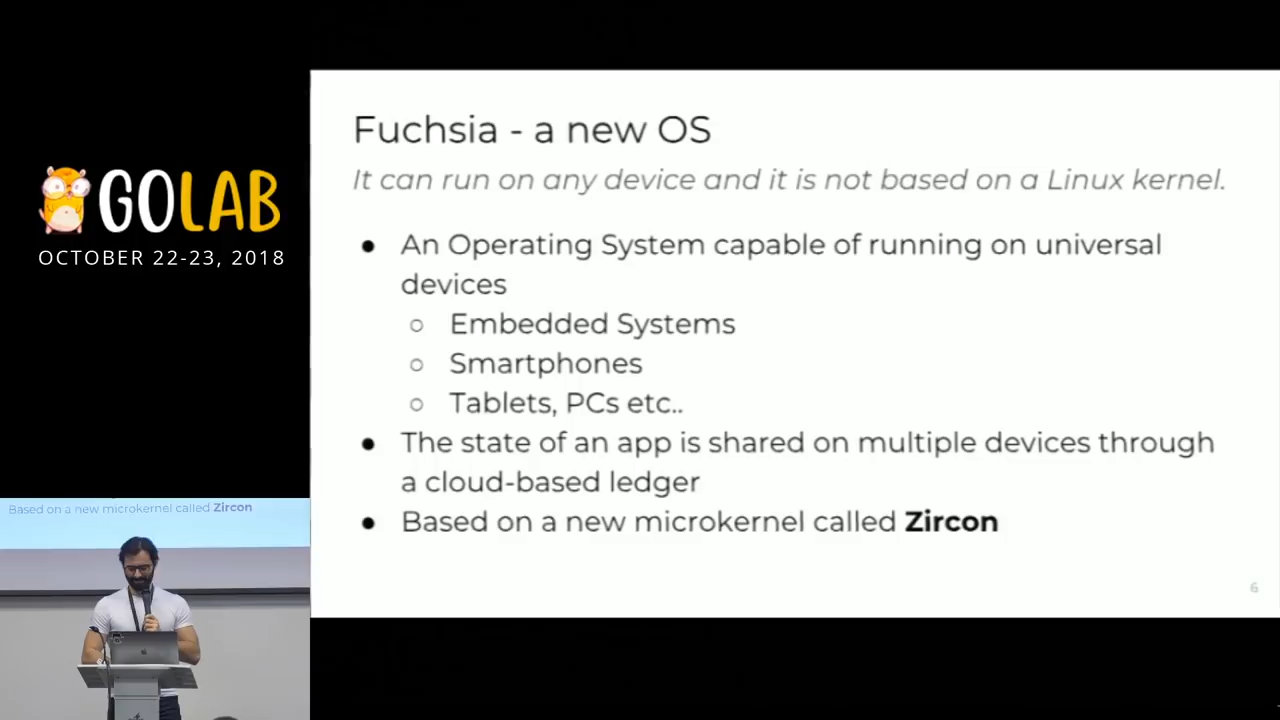 GOLAB
OCTOBER 22-23, 2018
Fuchsia - a new OS
It can run on any device and it is not based on a Linux kernel.
● An Operating System capable of running on universal
devices
○ Embedded Systems
○ Smartphones
○ Tablets, PCs etc..
● The state of an app is shared on multiple devices through
a cloud-based ledger
● Based on a new microkernel called Zircon
6
Based on a new microkernel called Zircon